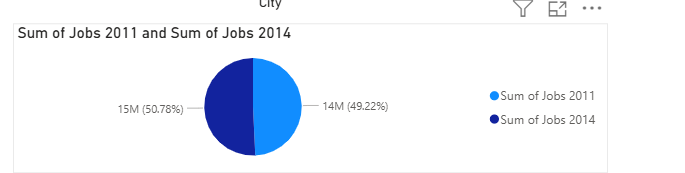 City
Sum of Jobs 2011 and Sum of Jobs 2014
15M (50.78%)
14M (49.22%)
Sum of Jobs 2011
Sum of Jobs 2014